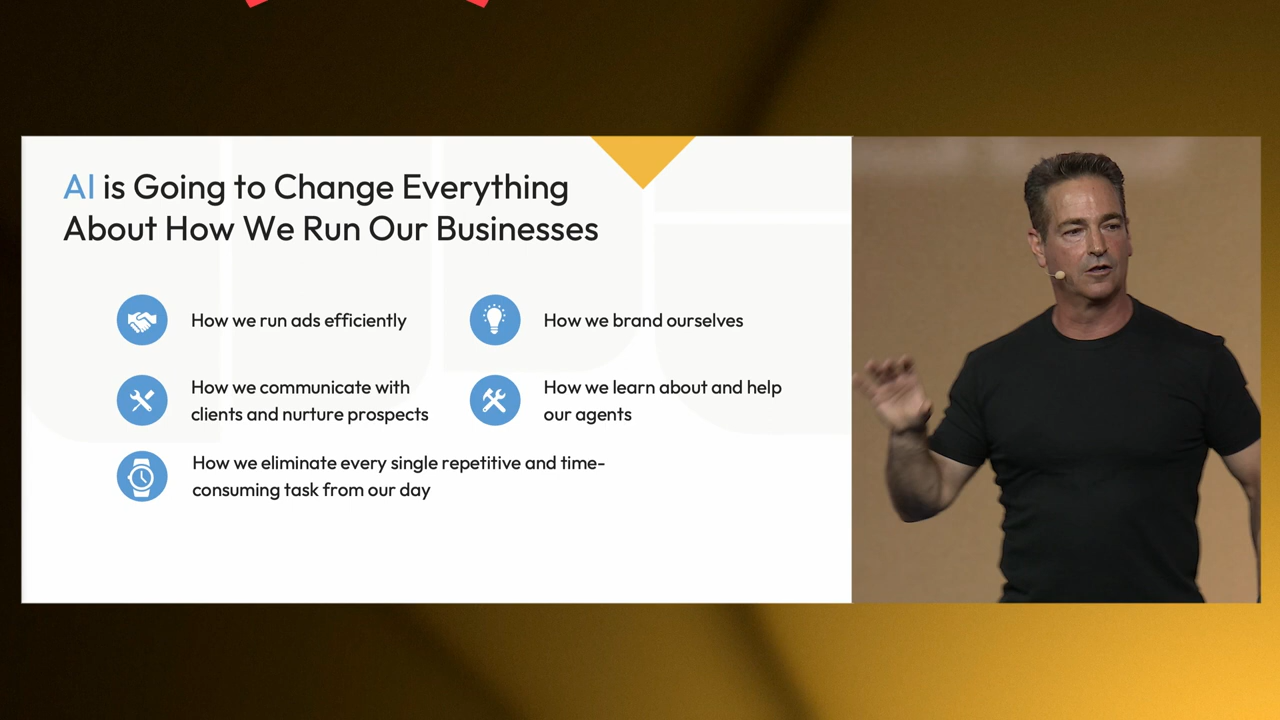 AI is Going to Change Everything
About How We Run Our Businesses
How we run ads efficiently
How we brand ourselves
How we communicate with
clients and nurture prospects
How we learn about and help
our agents
How we eliminate every single repetitive and time-
consuming task from our day